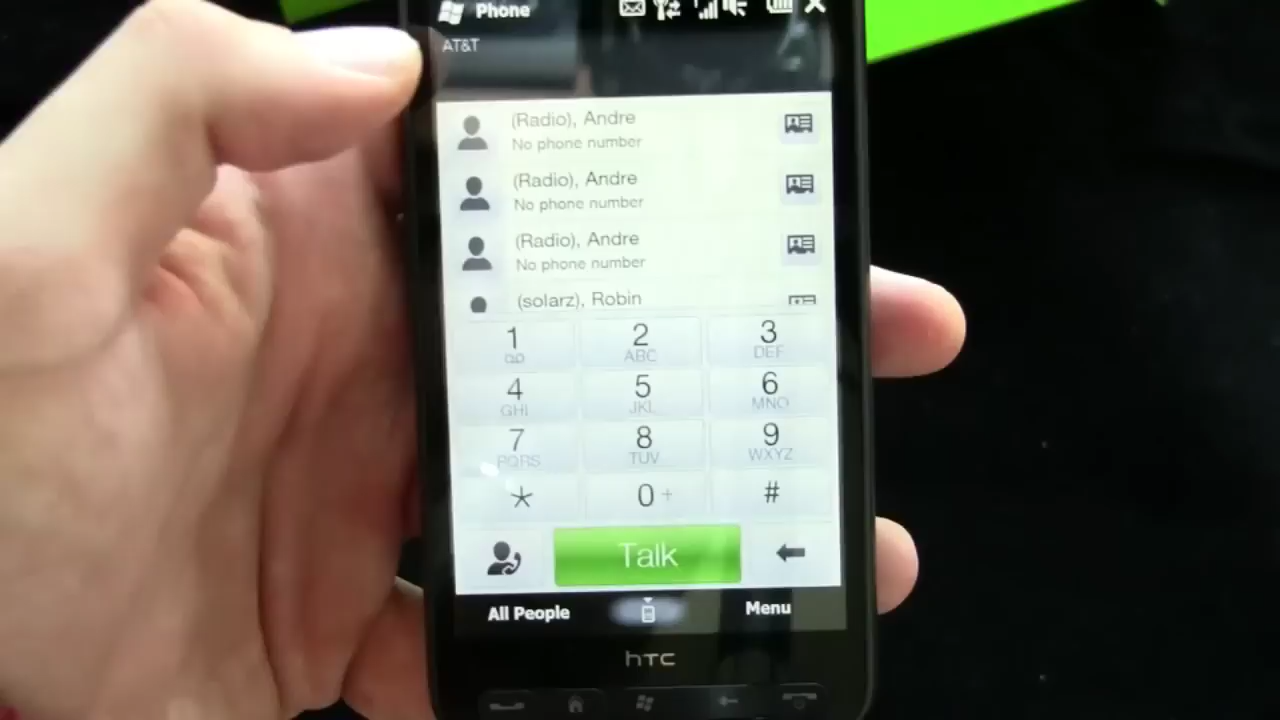 Phone
AT&T
(Radio), Andre
No phone number
(Radio), Andre
No phone number
(Radio), Andre
No phone number
(solarz), Robin
1 2 3
ABC DEF
4 5 6
GHI JKL MNO
7 8 9
PQRS TUV WXYZ
* 0 + #
Talk
All People Menu
hTC